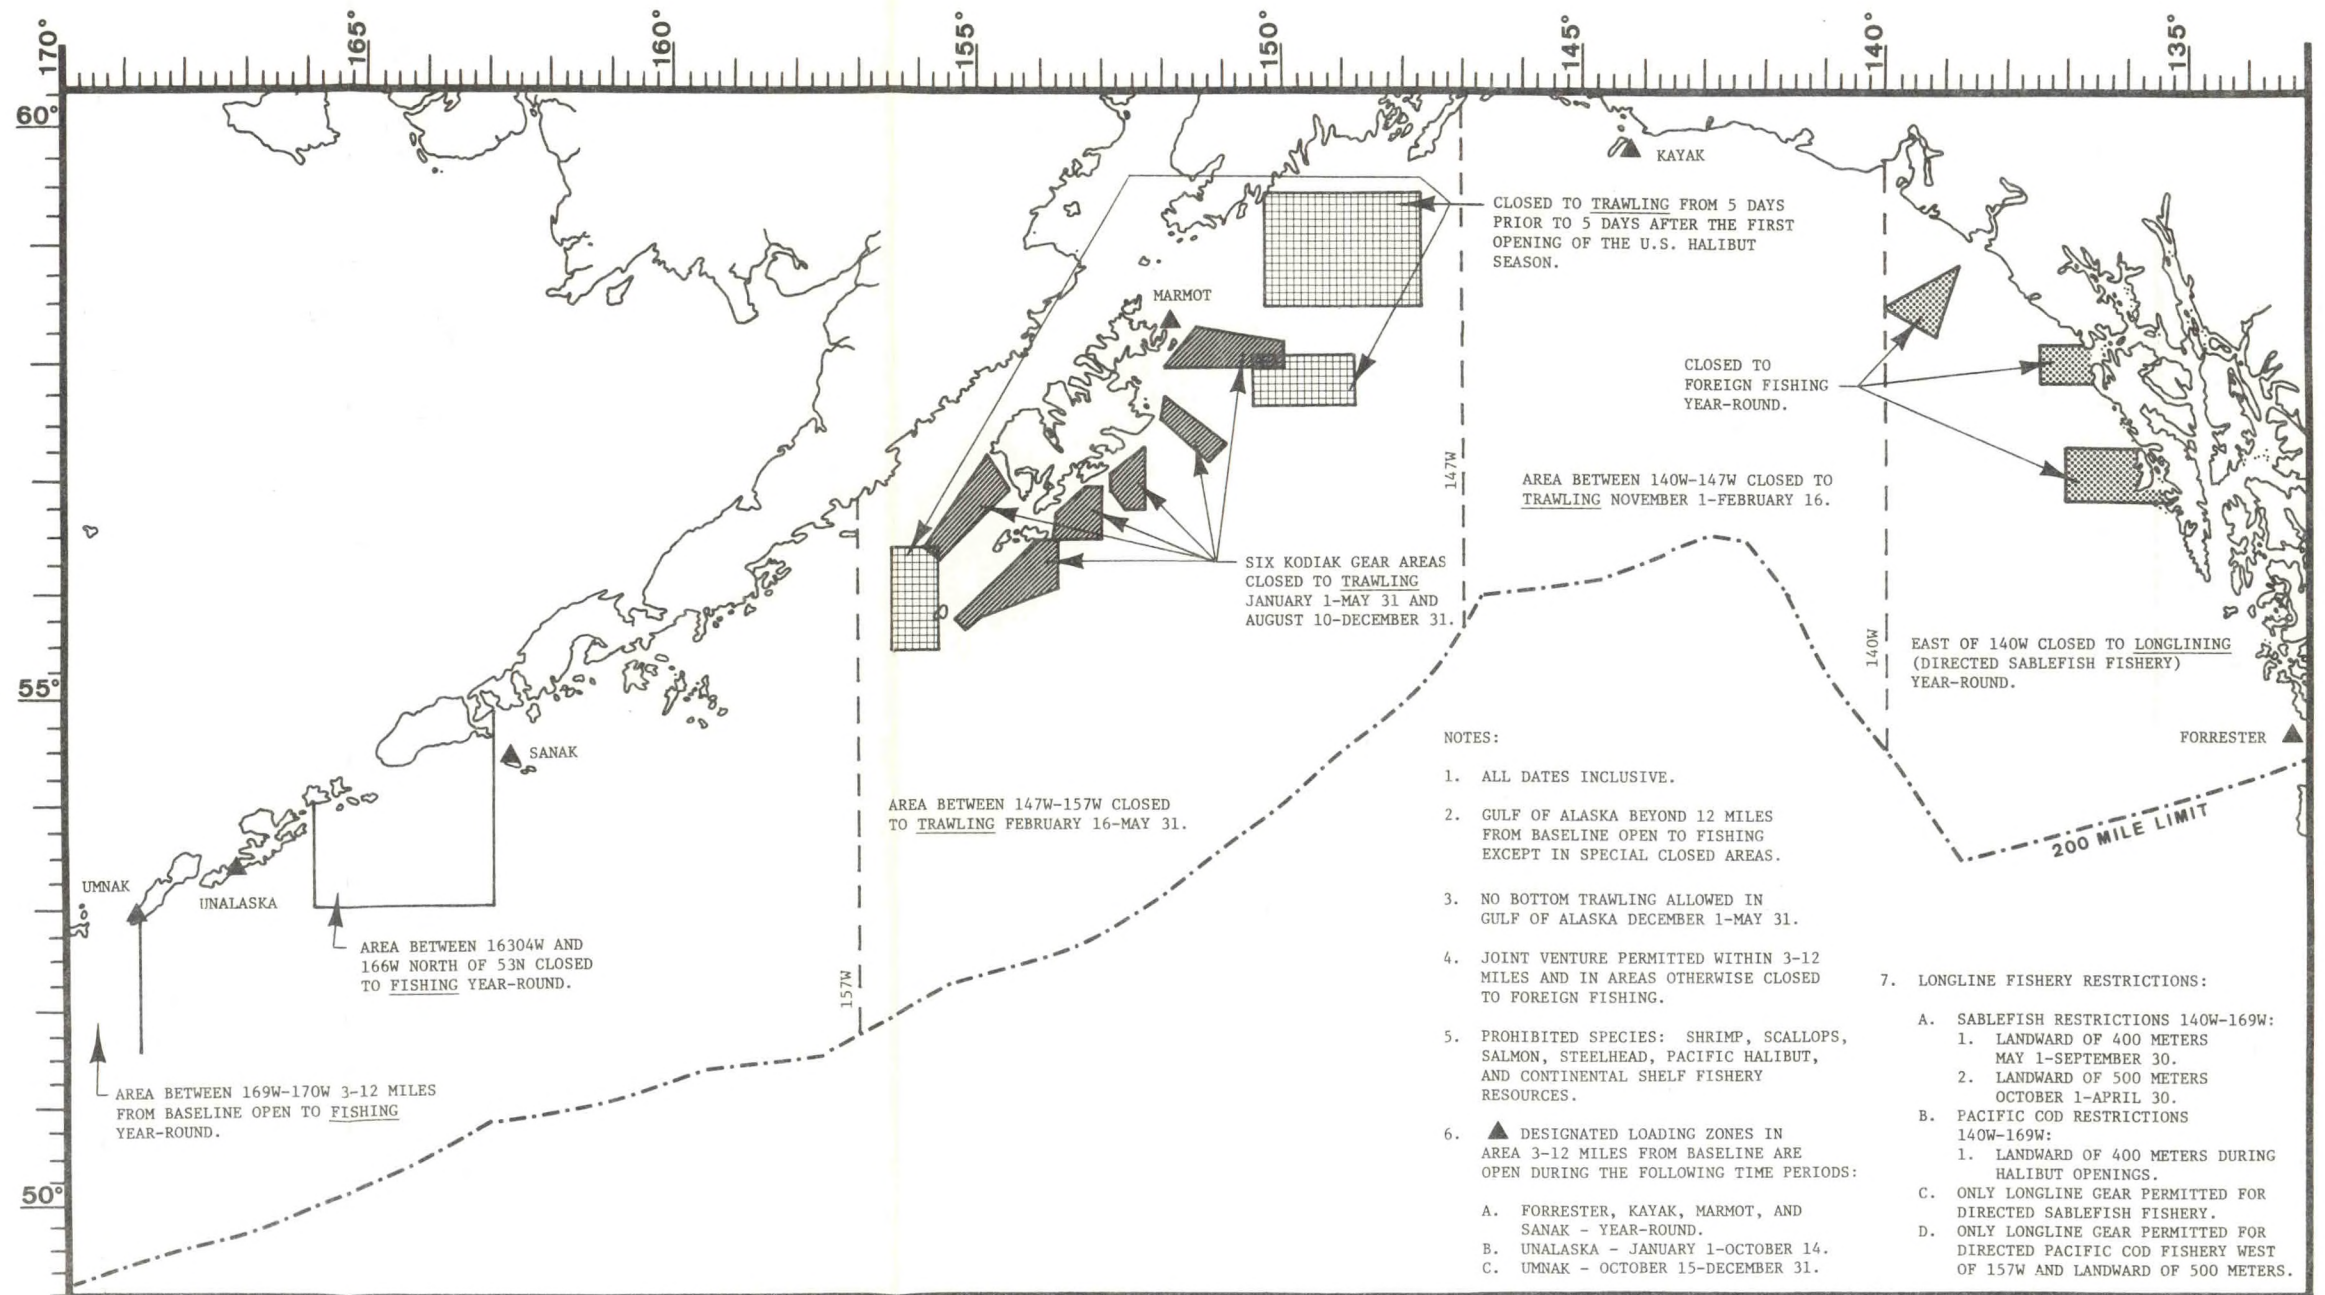 170°
165°
160°
155°
150°
145°
140°
135°
60°
55°
50°
KAYAK
MARMOT
CLOSED TO TRAWLING FROM 5 DAYS
PRIOR TO 5 DAYS AFTER THE FIRST
OPENING OF THE U.S. HALIBUT
SEASON.
CLOSED TO
FOREIGN FISHING
YEAR-ROUND.
147W
AREA BETWEEN 140W-147W CLOSED TO
TRAWLING NOVEMBER 1-FEBRUARY 16.
SIX KODIAK GEAR AREAS
CLOSED TO TRAWLING
JANUARY 1-MAY 31 AND
AUGUST 10-DECEMBER 31.
140W
EAST OF 140W CLOSED TO LONGLINING
(DIRECTED SABLEFISH FISHERY)
YEAR-ROUND.
FORRESTER
200 MILE LIMIT
SANAK
AREA BETWEEN 147W-157W CLOSED
TO TRAWLING FEBRUARY 16-MAY 31.
157W
UMNAK
UNALASKA
AREA BETWEEN 16304W AND
166W NORTH OF 53N CLOSED
TO FISHING YEAR-ROUND.
AREA BETWEEN 169W-170W 3-12 MILES
FROM BASELINE OPEN TO FISHING
YEAR-ROUND.
NOTES:
1. ALL DATES INCLUSIVE.
2. GULF OF ALASKA BEYOND 12 MILES
FROM BASELINE OPEN TO FISHING
EXCEPT IN SPECIAL CLOSED AREAS.
3. NO BOTTOM TRAWLING ALLOWED IN
GULF OF ALASKA DECEMBER 1-MAY 31.
4. JOINT VENTURE PERMITTED WITHIN 3-12
MILES AND IN AREAS OTHERWISE CLOSED
TO FOREIGN FISHING.
5. PROHIBITED SPECIES: SHRIMP, SCALLOPS,
SALMON, STEELHEAD, PACIFIC HALIBUT,
AND CONTINENTAL SHELF FISHERY
RESOURCES.
6. ▲ DESIGNATED LOADING ZONES IN
AREA 3-12 MILES FROM BASELINE ARE
OPEN DURING THE FOLLOWING TIME PERIODS:
A. FORRESTER, KAYAK, MARMOT, AND
SANAK - YEAR-ROUND.
B. UNALASKA - JANUARY 1-OCTOBER 14.
C. UMNAK - OCTOBER 15-DECEMBER 31.
7. LONGLINE FISHERY RESTRICTIONS:
A. SABLEFISH RESTRICTIONS 140W-169W:
1. LANDWARD OF 400 METERS
MAY 1-SEPTEMBER 30.
2. LANDWARD OF 500 METERS
OCTOBER 1-APRIL 30.
B. PACIFIC COD RESTRICTIONS
140W-169W:
1. LANDWARD OF 400 METERS DURING
HALIBUT OPENINGS.
C. ONLY LONGLINE GEAR PERMITTED FOR
DIRECTED SABLEFISH FISHERY.
D. ONLY LONGLINE GEAR PERMITTED FOR
DIRECTED PACIFIC COD FISHERY WEST
OF 157W AND LANDWARD OF 500 METERS.